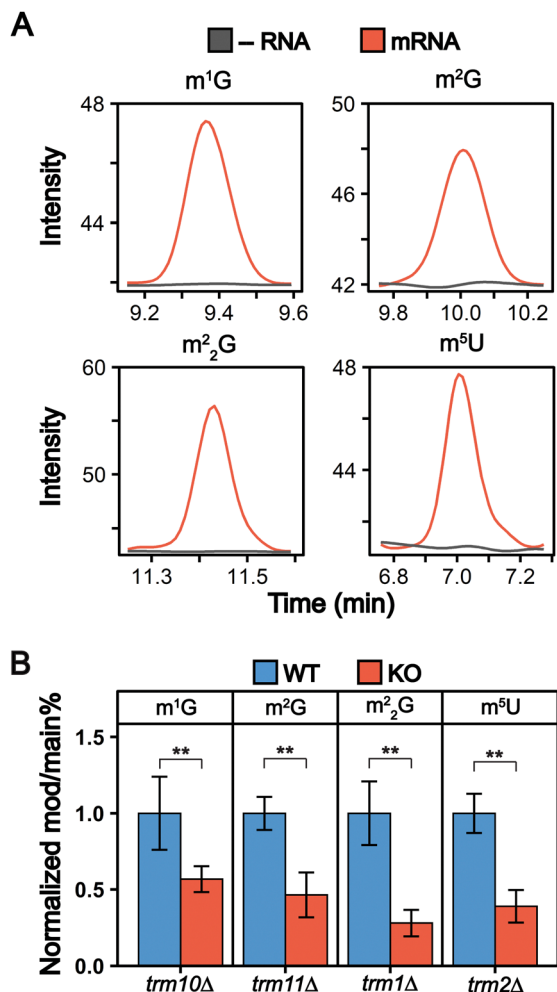 A
– RNA mRNA
m¹G m²G
48 50
44 46
42
Intensity
9.2 9.4 9.6 9.8 10.0 10.2
m²₂G m⁵U
60 48
50 44
Intensity
11.3 11.5 6.8 7.0 7.2
Time (min)
B
WT KO
m¹G m²G m²₂G m⁵U
Normalized mod/main%
1.5
** ** ** **
1.0
0.5
0.0
trm10Δ trm11Δ trm1Δ trm2Δ